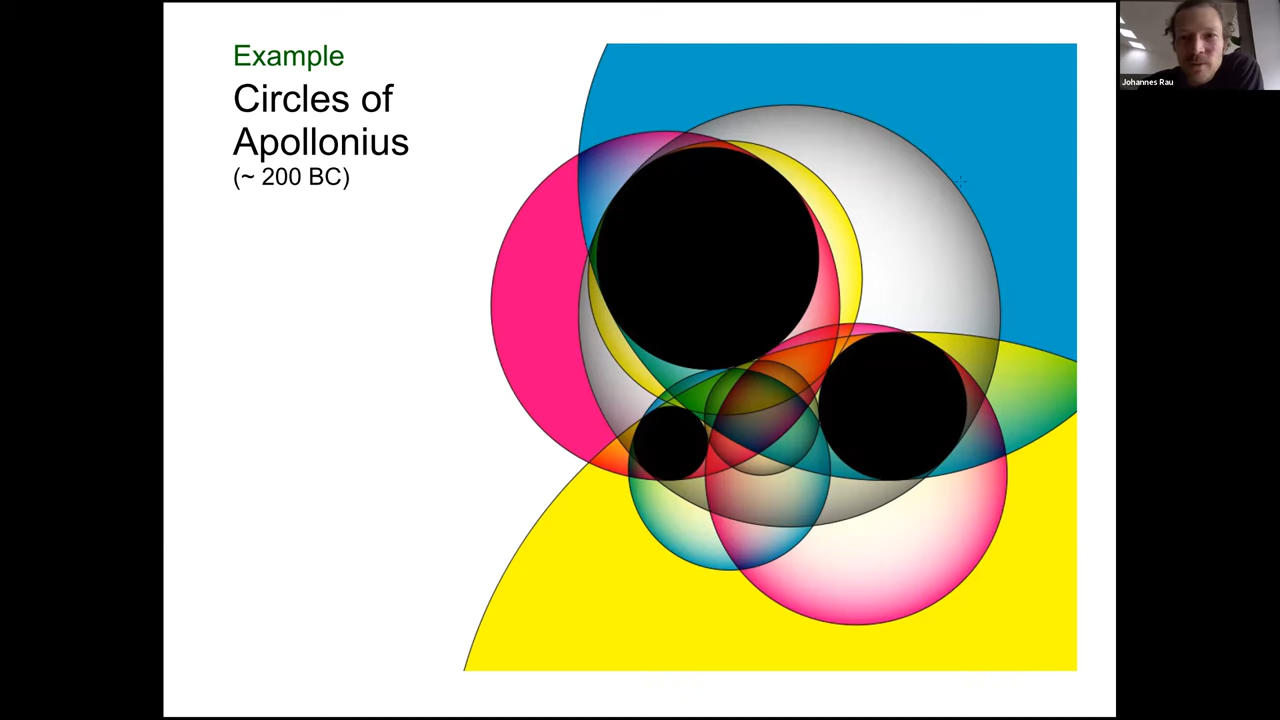 Example
Circles of
Apollonius
(~ 200 BC)
Johannes Rau